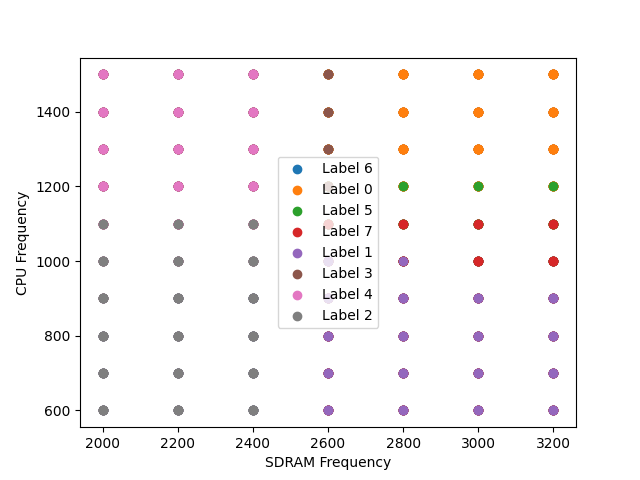 1400
1200
1000
800
600
CPU Frequency
Label 6
Label 0
Label 5
Label 7
Label 1
Label 3
Label 4
Label 2
2000 2200 2400 2600 2800 3000 3200
SDRAM Frequency